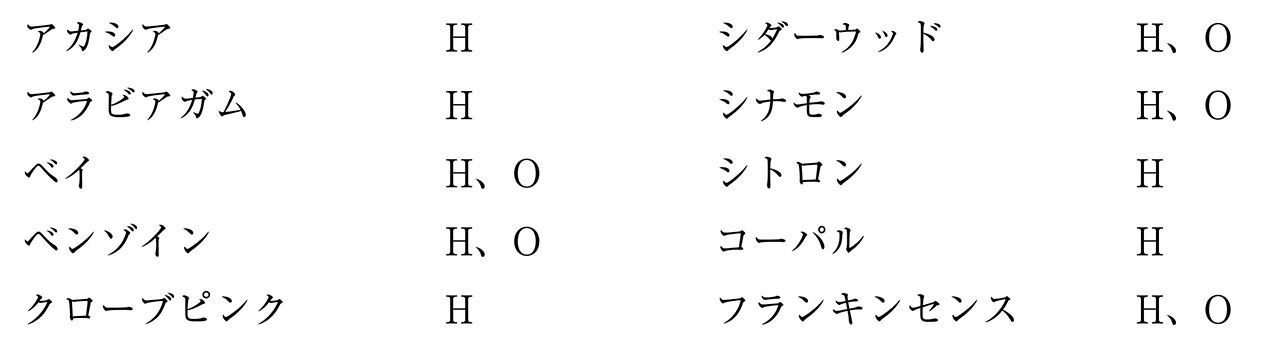 アカシア H シダーウッド H、O
アラビアガム H シナモン H、O
ベイ H、O シトロン H
ベンゾイン H、O コーパル H
クローブピンク H フランキンセンス H、O